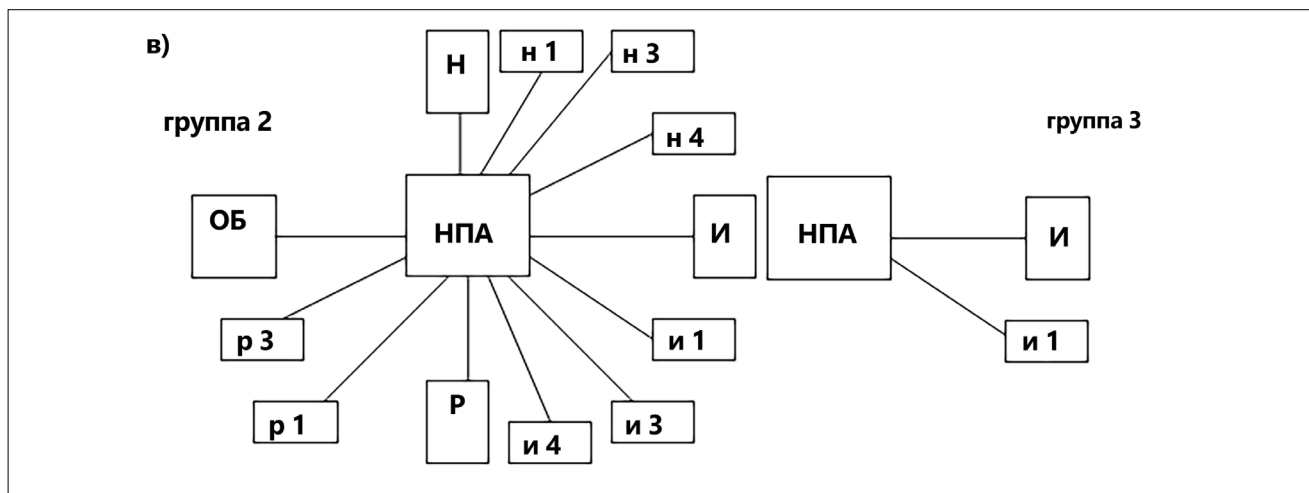 в)
Н
н 1
н 3
группа 2
группа 3
н 4
ОБ
НПА
И
НПА
И
р 3
и 1
и 1
р 1
Р
и 4
и 3